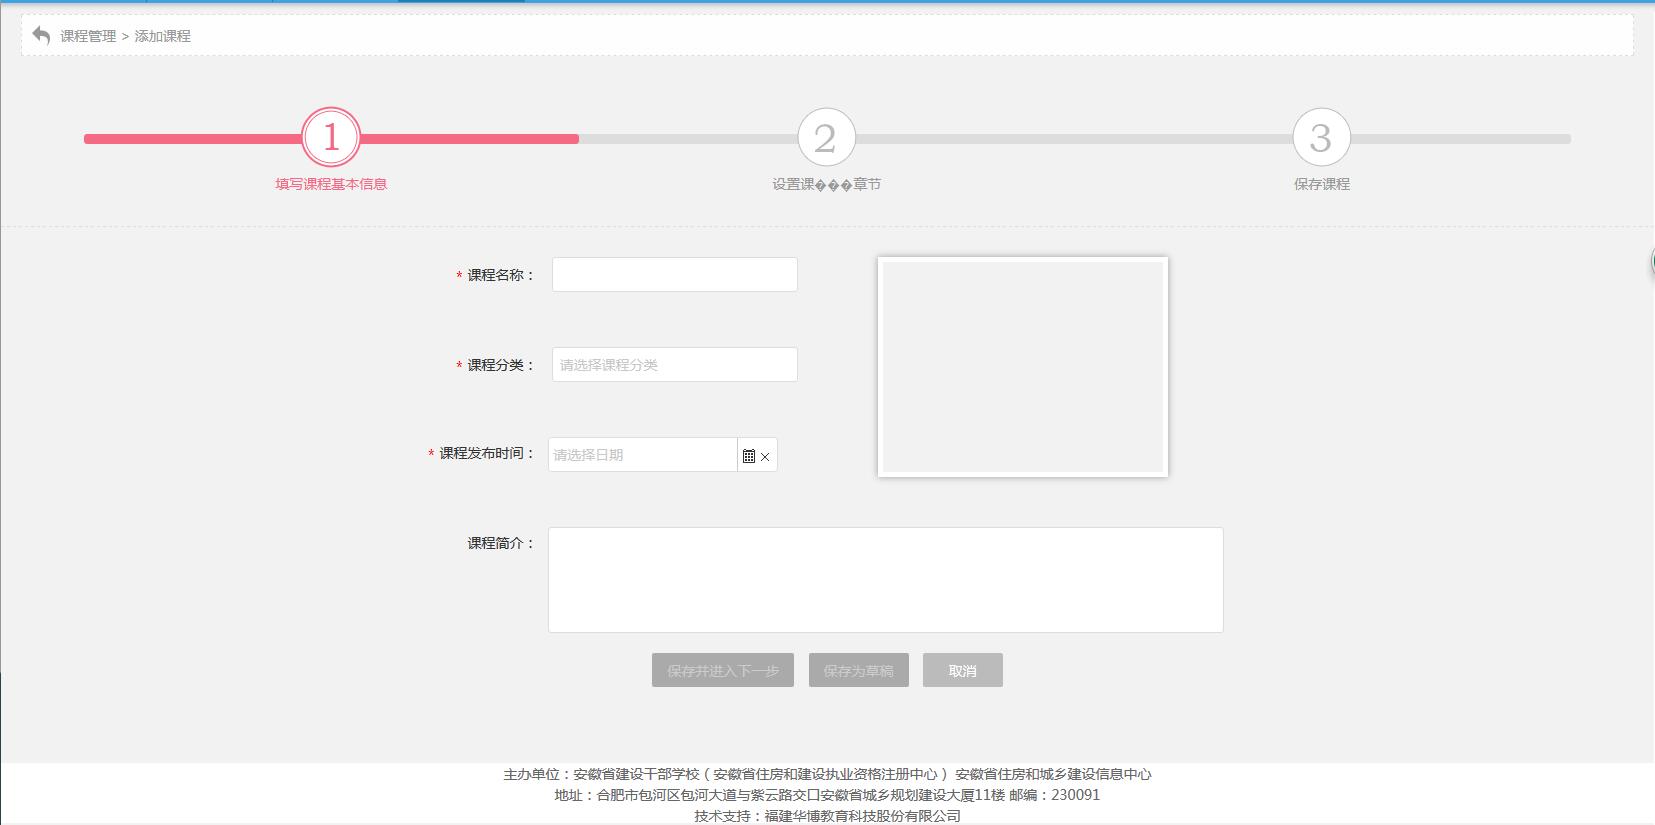 课程管理 > 添加课程
1
2
3
填写课程基本信息
设置课���章节
保存课程
* 课程名称：
* 课程分类：
请选择课程分类
* 课程发布时间：
请选择日期
课程简介：
保存并进入下一步
保存为草稿
取消
主办单位：安徽省建设干部学校（安徽省住房和建设执业资格注册中心） 安徽省住房和城乡建设信息中心
地址：合肥市包河区包河大道与紫云路交口安徽省城乡规划建设大厦11楼 邮编：230091
技术支持：福建华博教育科技股份有限公司